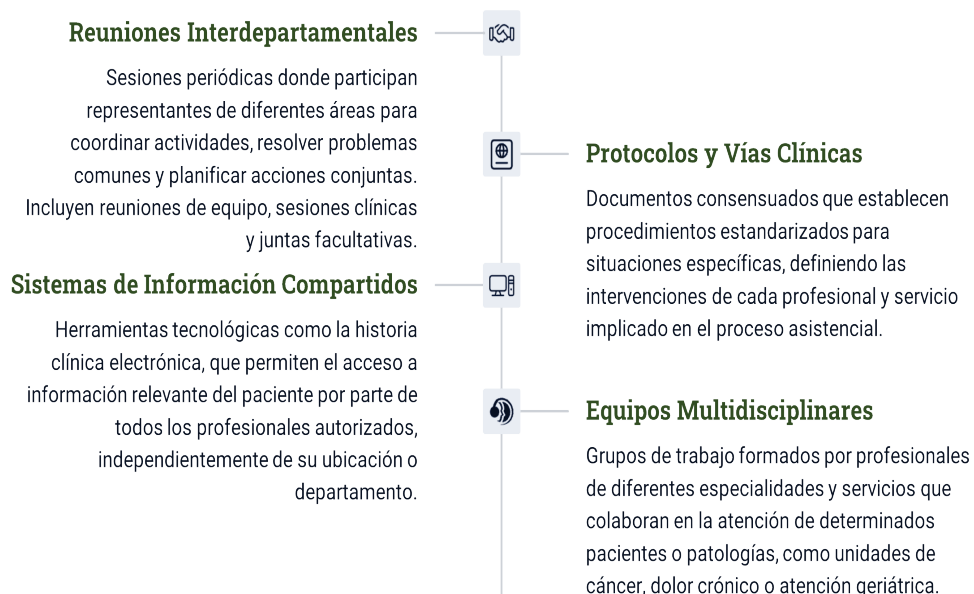 Reuniones Interdepartamentales
Sesiones periódicas donde participan
representantes de diferentes áreas para
coordinar actividades, resolver problemas
comunes y planificar acciones conjuntas.
Incluyen reuniones de equipo, sesiones clínicas
y juntas facultativas.
Protocolos y Vías Clínicas
Documentos consensuados que establecen
procedimientos estandarizados para
situaciones específicas, definiendo las
intervenciones de cada profesional y servicio
implicado en el proceso asistencial.
Sistemas de Información Compartidos
Herramientas tecnológicas como la historia
clínica electrónica, que permiten el acceso a
información relevante del paciente por parte de
todos los profesionales autorizados,
independientemente de su ubicación o
departamento.
Equipos Multidisciplinares
Grupos de trabajo formados por profesionales
de diferentes especialidades y servicios que
colaboran en la atención de determinados
pacientes o patologías, como unidades de
cáncer, dolor crónico o atención geriátrica.